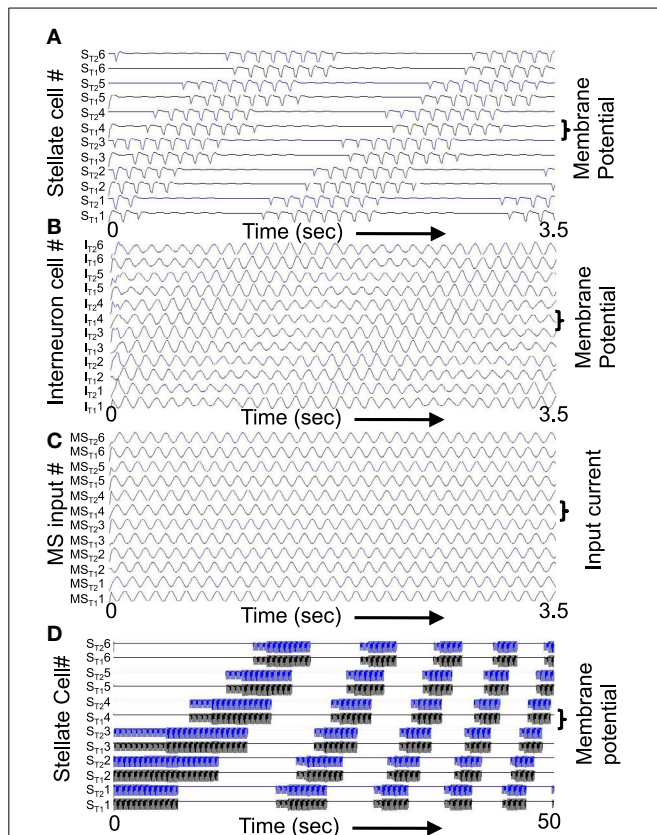 A
Stellate cell #
S_T2 6
S_T1 6
S_T2 5
S_T1 5
S_T2 4
S_T1 4
S_T2 3
S_T1 3
S_T2 2
S_T1 2
S_T2 1
S_T1 1
0
Time (sec)
3.5
Membrane
Potential
B
Interneuron cell #
I_T2 6
I_T1 6
I_T2 5
I_T1 5
I_T2 4
I_T1 4
I_T2 3
I_T1 3
I_T2 2
I_T1 2
I_T2 1
I_T1 1
0
Time (sec)
3.5
Membrane
Potential
C
MS input #
MS_T2 6
MS_T1 6
MS_T2 5
MS_T1 5
MS_T2 4
MS_T1 4
MS_T2 3
MS_T1 3
MS_T2 2
MS_T1 2
MS_T2 1
MS_T1 1
0
Time (sec)
3.5
Input current
D
Stellate Cell#
S_T2 6
S_T1 6
S_T2 5
S_T1 5
S_T2 4
S_T1 4
S_T2 3
S_T1 3
S_T2 2
S_T1 2
S_T2 1
S_T1 1
0
Time (sec)
50
Membrane
potential